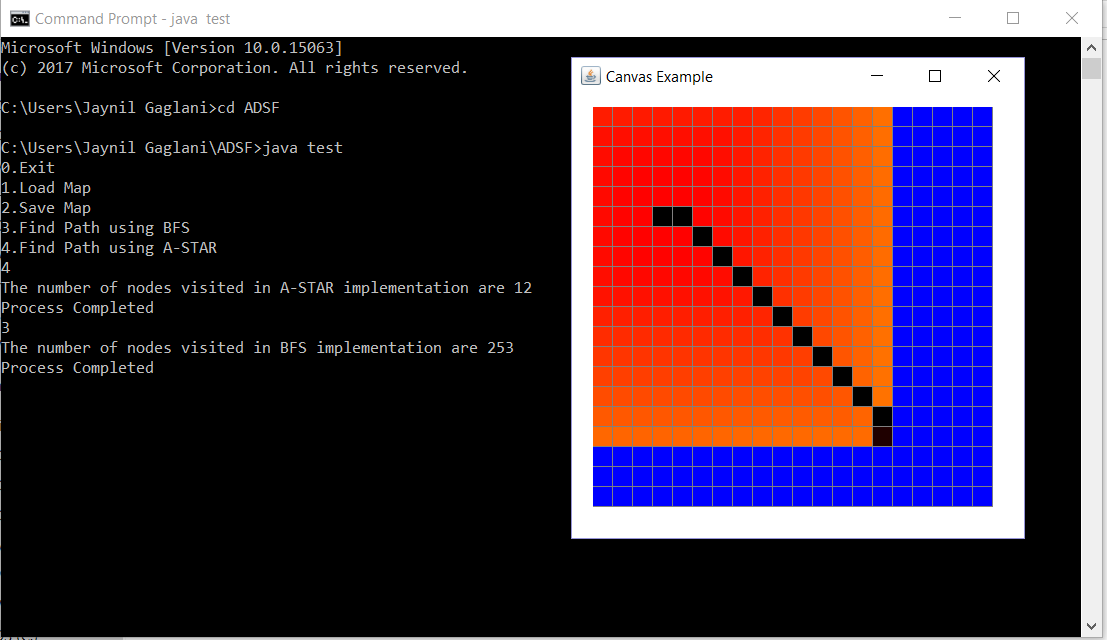 Command Prompt - java  test
Microsoft Windows [Version 10.0.15063]
(c) 2017 Microsoft Corporation. All rights reserved.
C:\Users\Jaynil Gaglani>cd ADSF
C:\Users\Jaynil Gaglani\ADSF>java test
0.Exit
1.Load Map
2.Save Map
3.Find Path using BFS
4.Find Path using A-STAR
4
The number of nodes visited in A-STAR implementation are 12
Process Completed
3
The number of nodes visited in BFS implementation are 253
Process Completed
Canvas Example